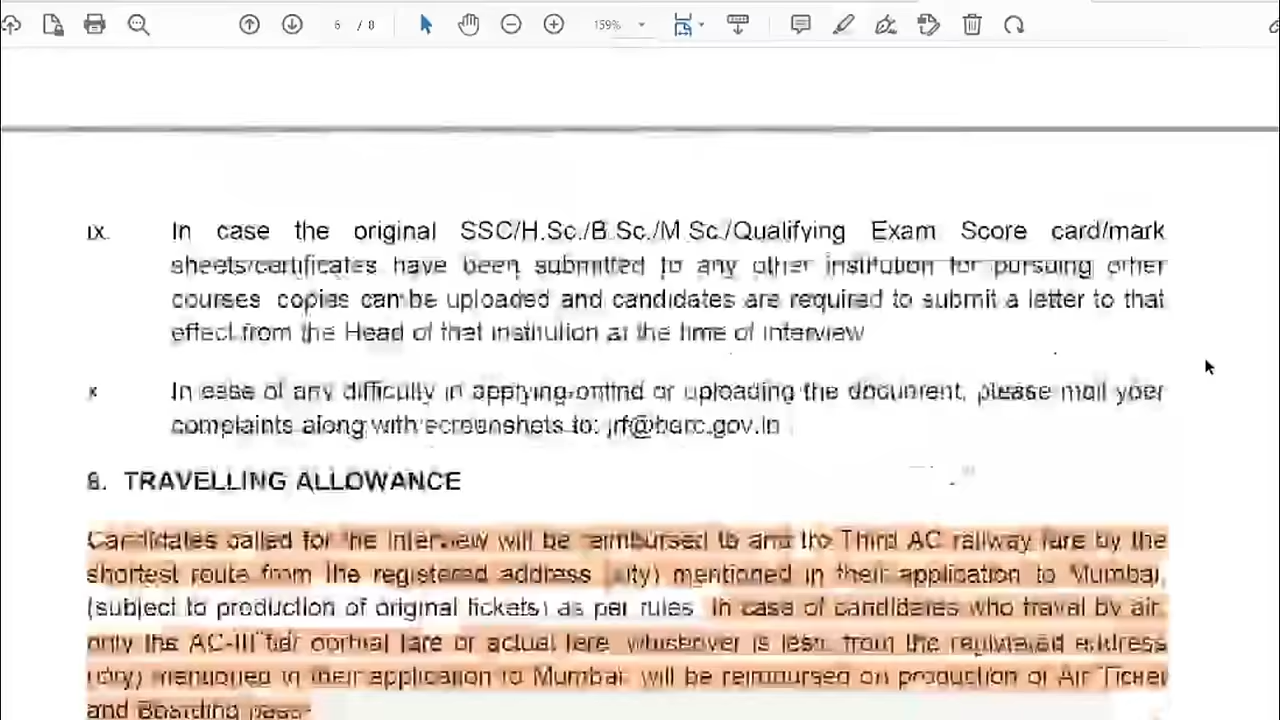 6 / 8
159%
ix. In case the original SSC/H.Sc./B.Sc./M.Sc./Qualifying Exam Score card/mark
sheets/certificates have been submitted to any other institution for pursuing other
courses copies can be uploaded and candidates are required to submit a letter to that
effect from the Head of that institution at the time of interview
x In case of any difficulty in applying online or uploading the document, please mail your
complaints along with screenshots to: jrf@barc.gov.in
8. TRAVELLING ALLOWANCE
Candidates called for the interview will be reimbursed to and fro Third AC railway fare by the
shortest route from the registered address (city) mentioned in their application to Mumbai,
(subject to production of original tickets) as per rules. In case of candidates who travel by air,
only the AC-III tier normal fare or actual fare, whichever is less, from the registered address
(city) mentioned in their application to Mumbai, will be reimbursed on production of Air Ticket
and Boarding pass